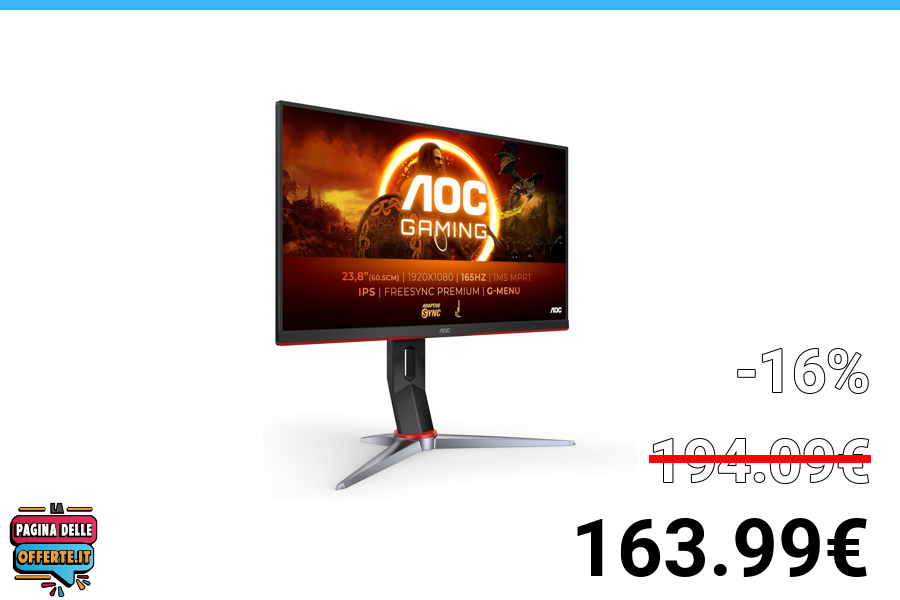 AOC
GAMING
23,8”(60.5CM) | 1920X1080 | 165HZ | 1MS MPRT
IPS | FREESYNC PREMIUM | G-MENU
ADAPTIVE
SYNC
AOC
AOC
-16%
194.09€
163.99€
LA
PAGINA DELLE
OFFERTE.IT